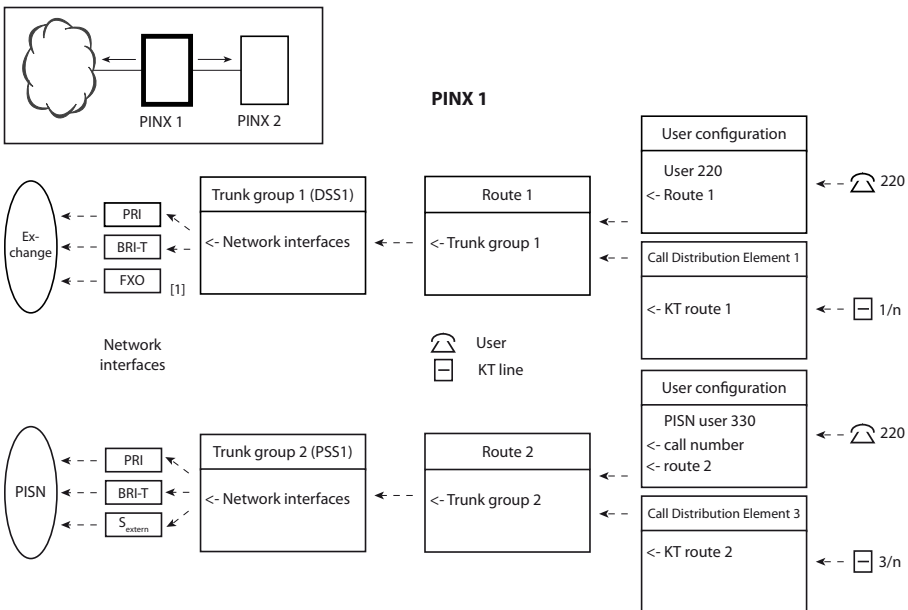 PINX 1
PINX 2
PINX 1
User configuration
User 220
<- Route 1
220
Trunk group 1 (DSS1)
<- Network interfaces
Route 1
<- Trunk group 1
Ex-
change
PRI
BRI-T
FXO
[1]
Call Distribution Element 1
<- KT route 1
1/n
Network
interfaces
User
KT line
User configuration
PISN user 330
<- call number
<- route 2
220
Trunk group 2 (PSS1)
<- Network interfaces
Route 2
<- Trunk group 2
PISN
PRI
BRI-T
Sextern
Call Distribution Element 3
<- KT route 2
3/n